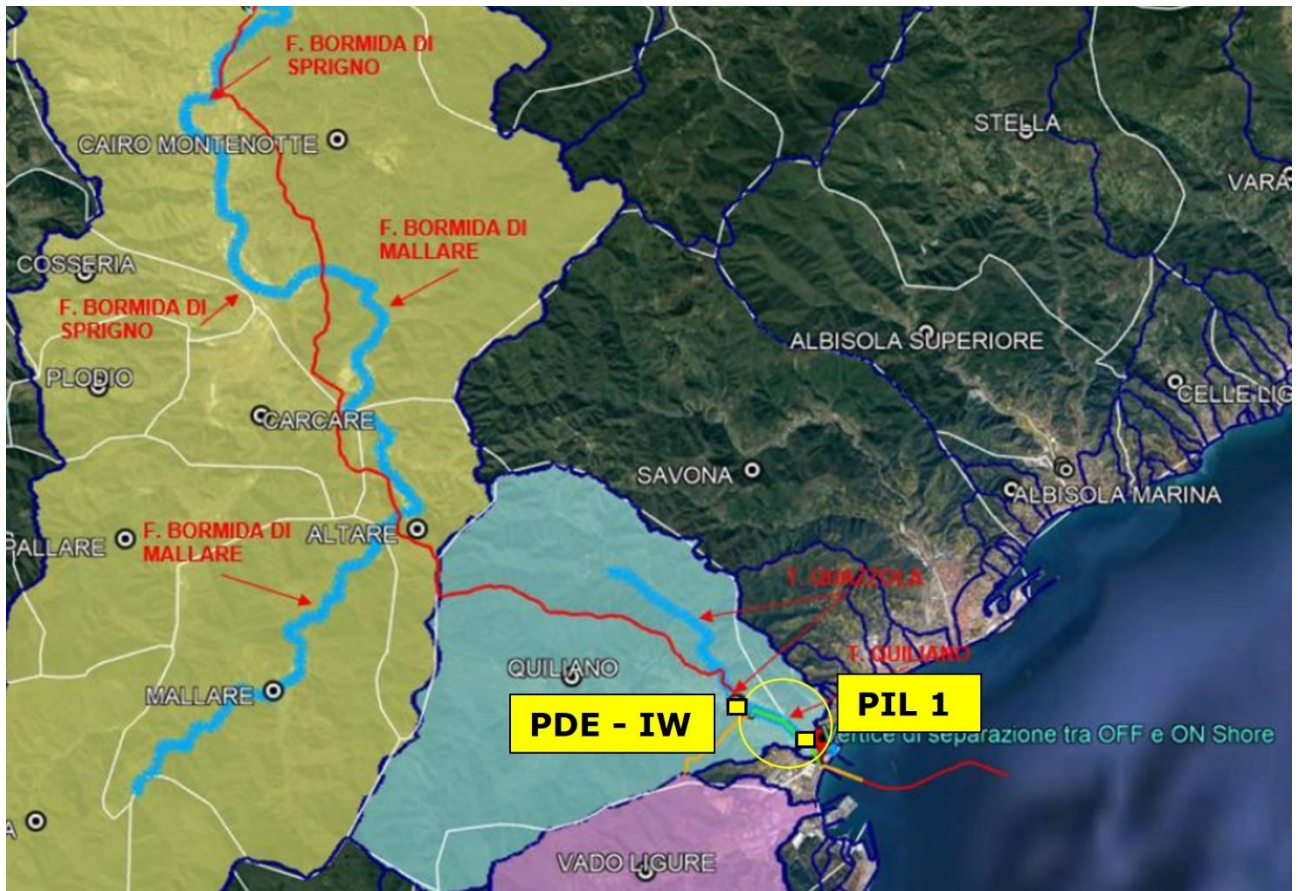 F. BORMIDA DI
SPRIGNO
CAIRO MONTENOTTE
STELLA
VARA
F. BORMIDA DI
MALLARE
COSSERIA
F. BORMIDA DI
SPRIGNO
ALBISOLA SUPERIORE
PLODIO
CELLE LIG
CARCARE
SAVONA
ALBISOLA MARINA
F. BORMIDA DI
MALLARE
ALTARE
PALLARE
T. QUAZZOLA
T. QUILIANO
QUILIANO
MALLARE
PDE - IW
PIL 1
Vertice di separazione tra OFF e ON Shore
A
VADO LIGURE